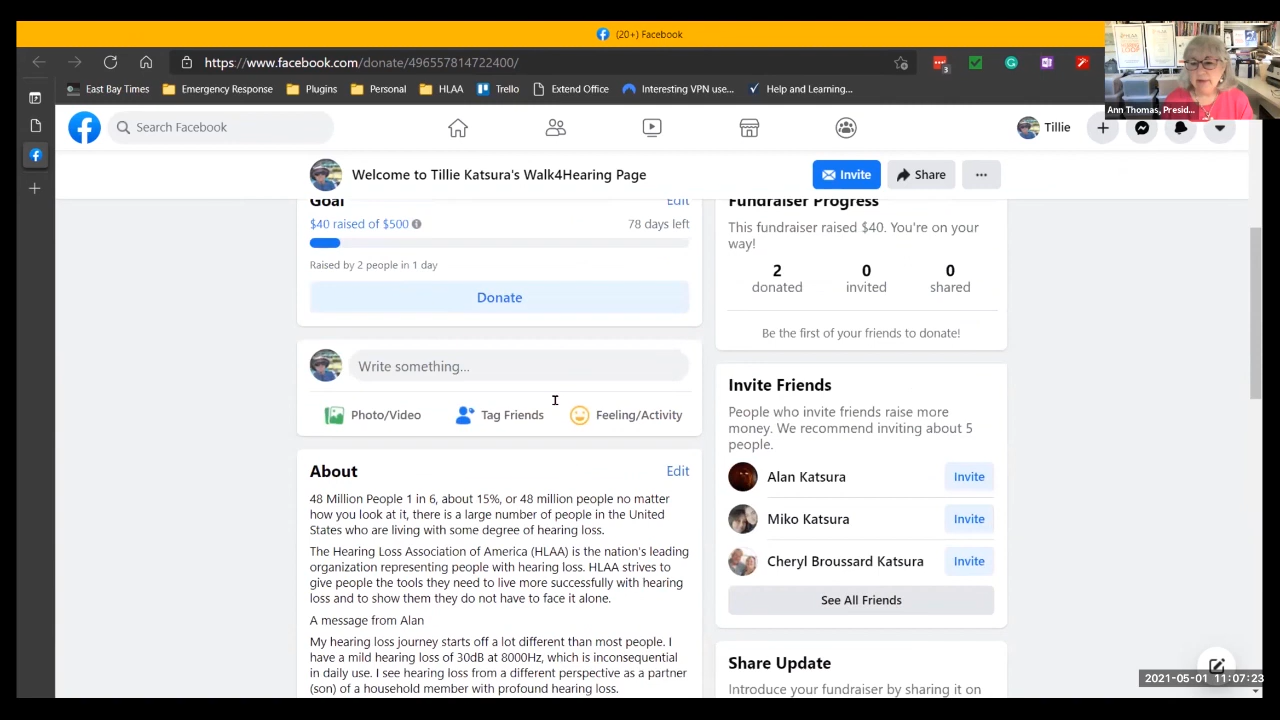 (20+) Facebook
https://www.facebook.com/donate/496557814722400/
3
East Bay Times
Emergency Response
Plugins
Personal
HLAA
Trello
Extend Office
Interesting VPN use...
Help and Learning...
Ann Thomas, Presid...
Search Facebook
Tillie
Welcome to Tillie Katsura's Walk4Hearing Page
Invite
Share
Goal
Edit
$40 raised of $500
78 days left
Raised by 2 people in 1 day
Donate
Write something...
Photo/Video
Tag Friends
Feeling/Activity
About
Edit
48 Million People 1 in 6, about 15%, or 48 million people no matter
how you look at it, there is a large number of people in the United
States who are living with some degree of hearing loss.
The Hearing Loss Association of America (HLAA) is the nation's leading
organization representing people with hearing loss. HLAA strives to
give people the tools they need to live more successfully with hearing
loss and to show them they do not have to face it alone.
A message from Alan
My hearing loss journey starts off a lot different than most people. I
have a mild hearing loss of 30dB at 8000Hz, which is inconsequential
in daily use. I see hearing loss from a different perspective as a partner
(son) of a household member with profound hearing loss.
Fundraiser Progress
This fundraiser raised $40. You're on your
way!
2 0 0
donated invited shared
Be the first of your friends to donate!
Invite Friends
People who invite friends raise more
money. We recommend inviting about 5
people.
Alan Katsura
Invite
Miko Katsura
Invite
Cheryl Broussard Katsura
Invite
See All Friends
Share Update
Introduce your fundraiser by sharing it on
2021-05-01 11:07:23